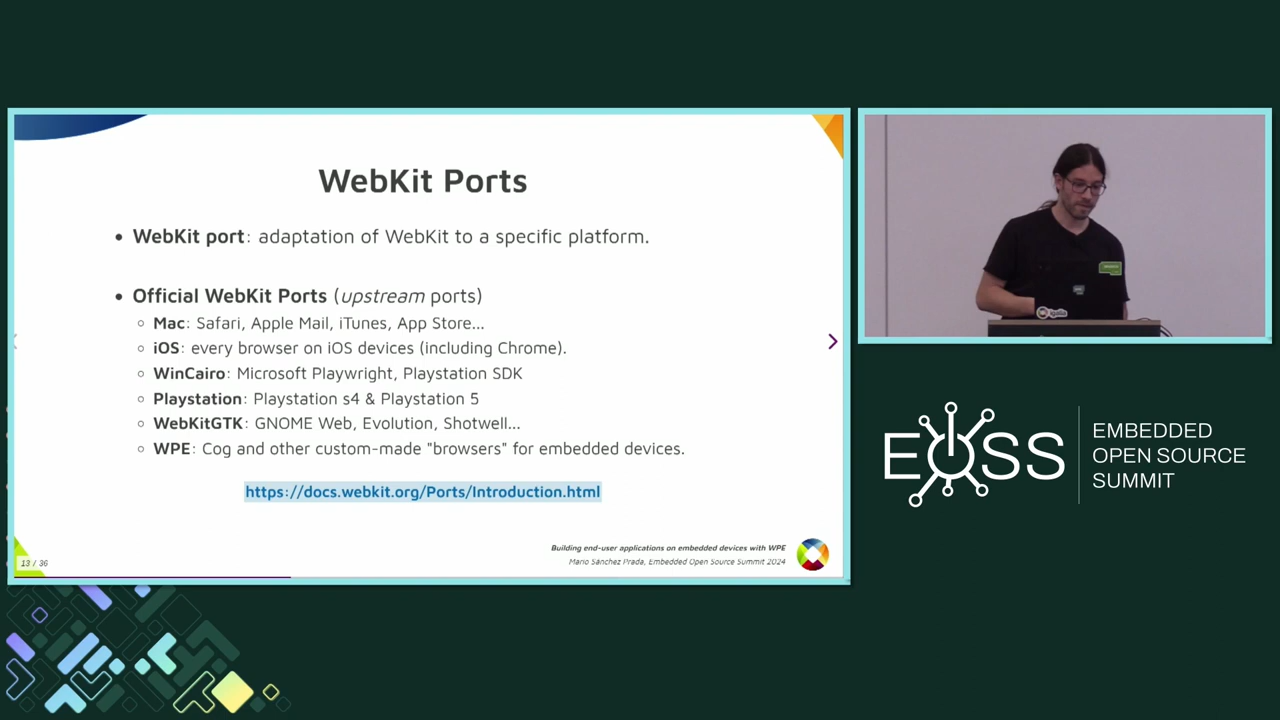 WebKit Ports
• WebKit port: adaptation of WebKit to a specific platform.
• Official WebKit Ports (upstream ports)
◦ Mac: Safari, Apple Mail, iTunes, App Store...
◦ iOS: every browser on iOS devices (including Chrome).
◦ WinCairo: Microsoft Playwright, Playstation SDK
◦ Playstation: Playstation s4 & Playstation 5
◦ WebKitGTK: GNOME Web, Evolution, Shotwell...
◦ WPE: Cog and other custom-made "browsers" for embedded devices.
https://docs.webkit.org/Ports/Introduction.html
Building end-user applications on embedded devices with WPE
Mario Sánchez Prada, Embedded Open Source Summit 2024
13 / 36
EOSS
EMBEDDED
OPEN SOURCE
SUMMIT